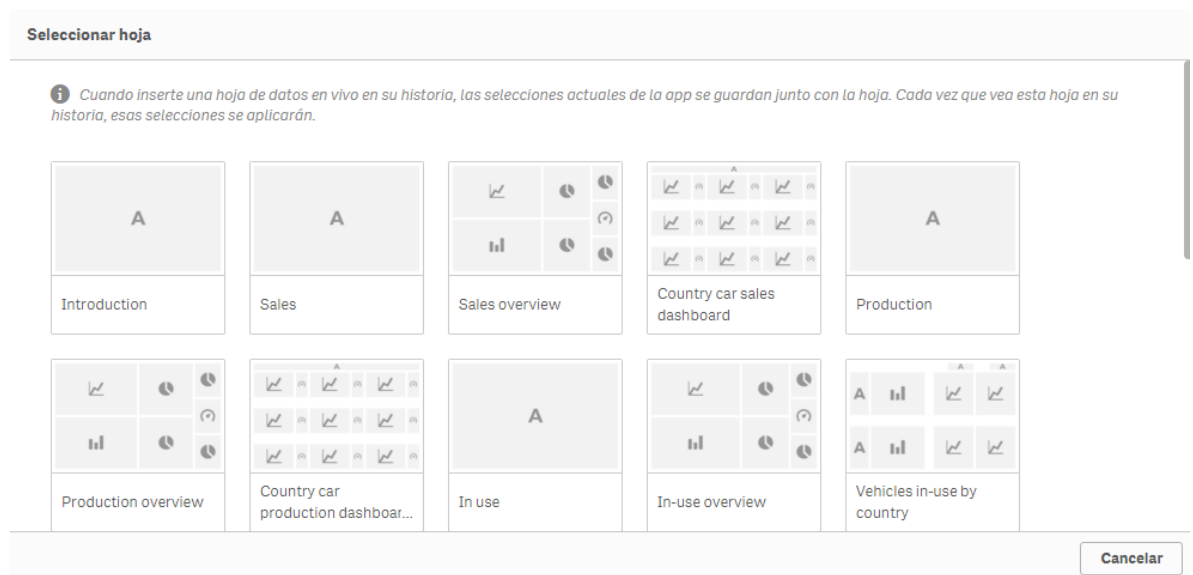 Seleccionar hoja
Cuando inserte una hoja de datos en vivo en su historia, las selecciones actuales de la app se guardan junto con la hoja. Cada vez que vea esta hoja en su
historia, esas selecciones se aplicarán.
A
A
A
A
Introduction
Sales
Sales overview
Country car sales
dashboard
Production
A
A
A
A
A
A
Production overview
Country car
production dashboar...
In use
In-use overview
Vehicles in-use by
country
Cancelar